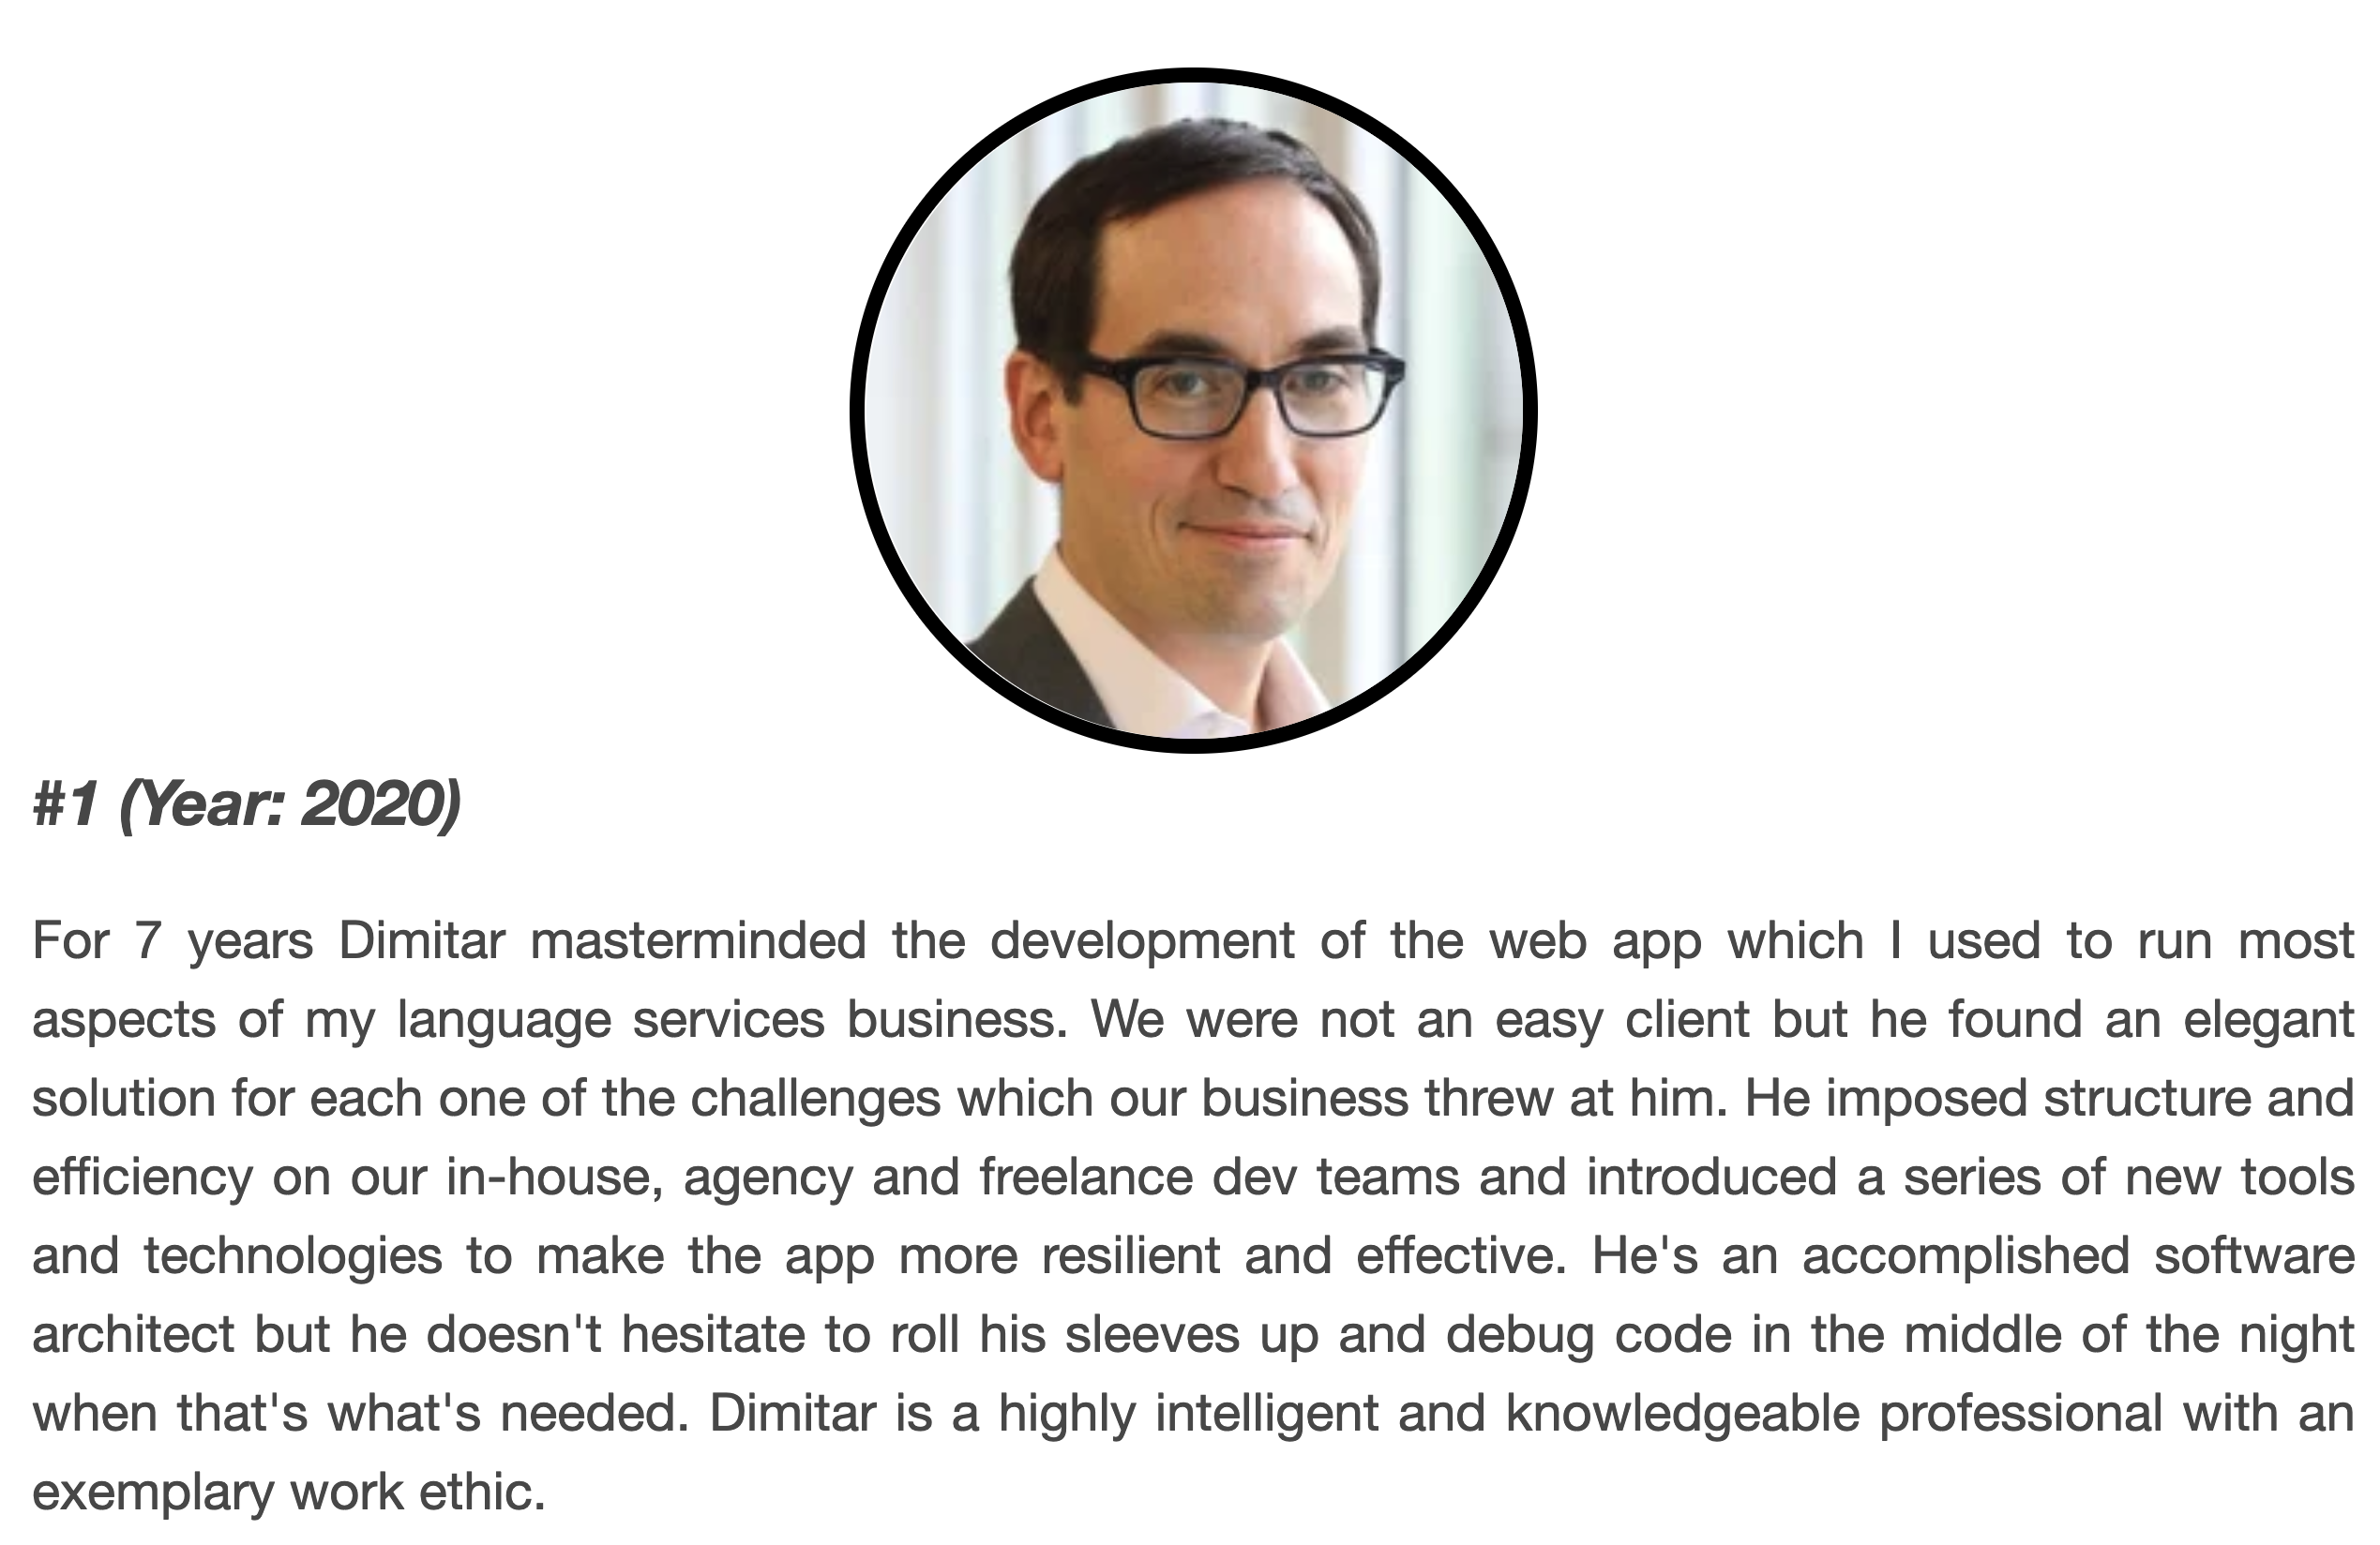 #1 (Year: 2020)
For 7 years Dimitar masterminded the development of the web app which I used to run most
aspects of my language services business. We were not an easy client but he found an elegant
solution for each one of the challenges which our business threw at him. He imposed structure and
efficiency on our in-house, agency and freelance dev teams and introduced a series of new tools
and technologies to make the app more resilient and effective. He's an accomplished software
architect but he doesn't hesitate to roll his sleeves up and debug code in the middle of the night
when that's what's needed. Dimitar is a highly intelligent and knowledgeable professional with an
exemplary work ethic.